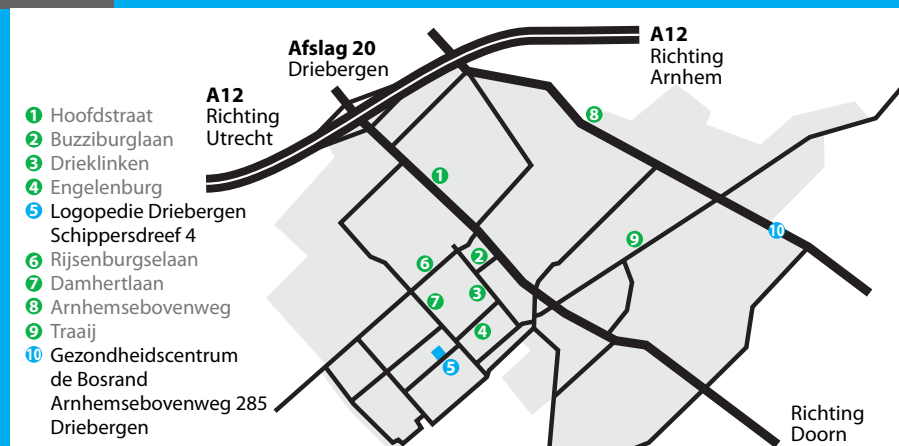 Afslag 20
Driebergen
A12
Richting
Arnhem
A12
Richting
Utrecht
1 Hoofdstraat
2 Buzziburglaan
3 Drieklinken
4 Engelenburg
5 Logopedie Driebergen
Schippersdreef 4
6 Rijsenburgselaan
7 Damhertlaan
8 Arnhemsebovenweg
9 Traaij
10 Gezondheidscentrum
de Bosrand
Arnhemsebovenweg 285
Driebergen
8
1
9
10
2
6
3
7
4
5
Richting
Doorn